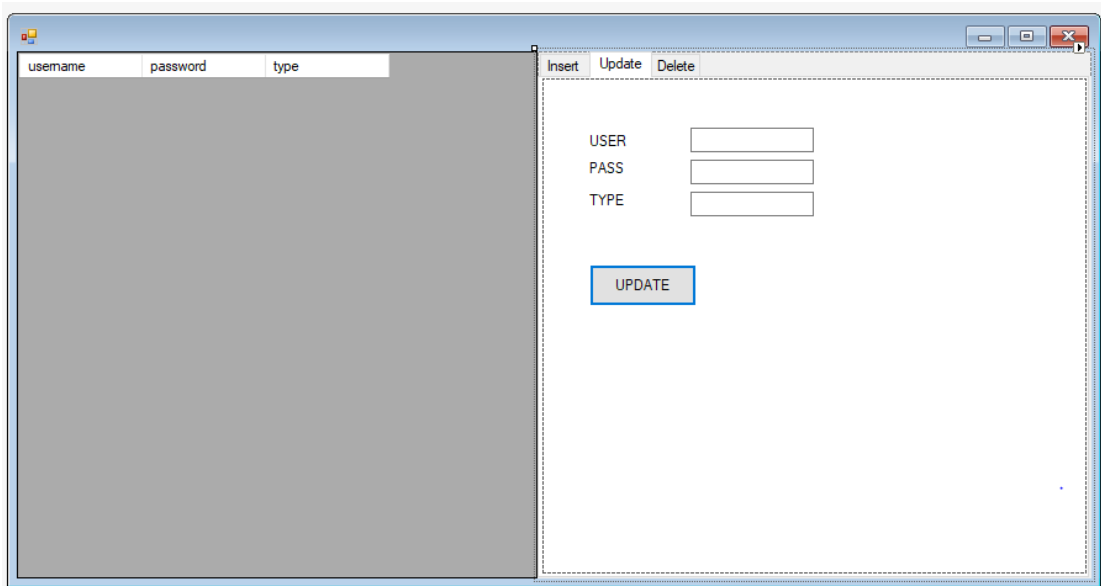 username password type
Insert Update Delete
USER
PASS
TYPE
UPDATE